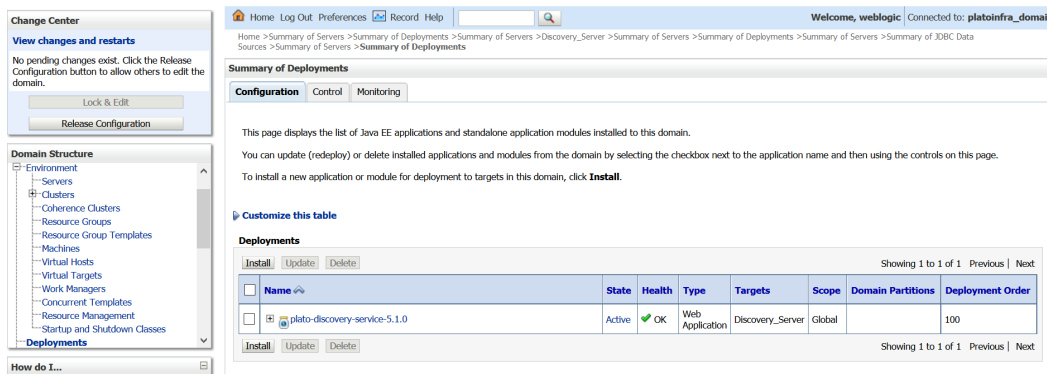 Change Center
View changes and restarts
No pending changes exist. Click the Release
Configuration button to allow others to edit the
domain.
Lock & Edit
Release Configuration
Domain Structure
Environment
Servers
Clusters
Coherence Clusters
Resource Groups
Resource Group Templates
Machines
Virtual Hosts
Virtual Targets
Work Managers
Concurrent Templates
Resource Management
Startup and Shutdown Classes
Deployments
How do I...
Home Log Out Preferences Record Help
Welcome, weblogic Connected to: platoinfra_domai
Home >Summary of Servers >Summary of Deployments >Summary of Servers >Discovery_Server >Summary of Servers >Summary of Deployments >Summary of Servers >Summary of JDBC Data
Sources >Summary of Servers >Summary of Deployments
Summary of Deployments
Configuration Control Monitoring
This page displays the list of Java EE applications and standalone application modules installed to this domain.
You can update (redeploy) or delete installed applications and modules from the domain by selecting the checkbox next to the application name and then using the controls on this page.
To install a new application or module for deployment to targets in this domain, click Install.
Customize this table
Deployments
Install Update Delete Showing 1 to 1 of 1 Previous | Next
Name State Health Type Targets Scope Domain Partitions Deployment Order
plato-discovery-service-5.1.0 Active OK Web Application Discovery_Server Global 100
Install Update Delete Showing 1 to 1 of 1 Previous | Next